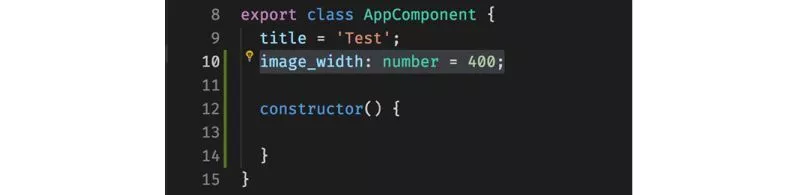 8 export class AppComponent {
9 title = 'Test';
10 image_width: number = 400;
11
12 constructor() {
13
14 }
15 }